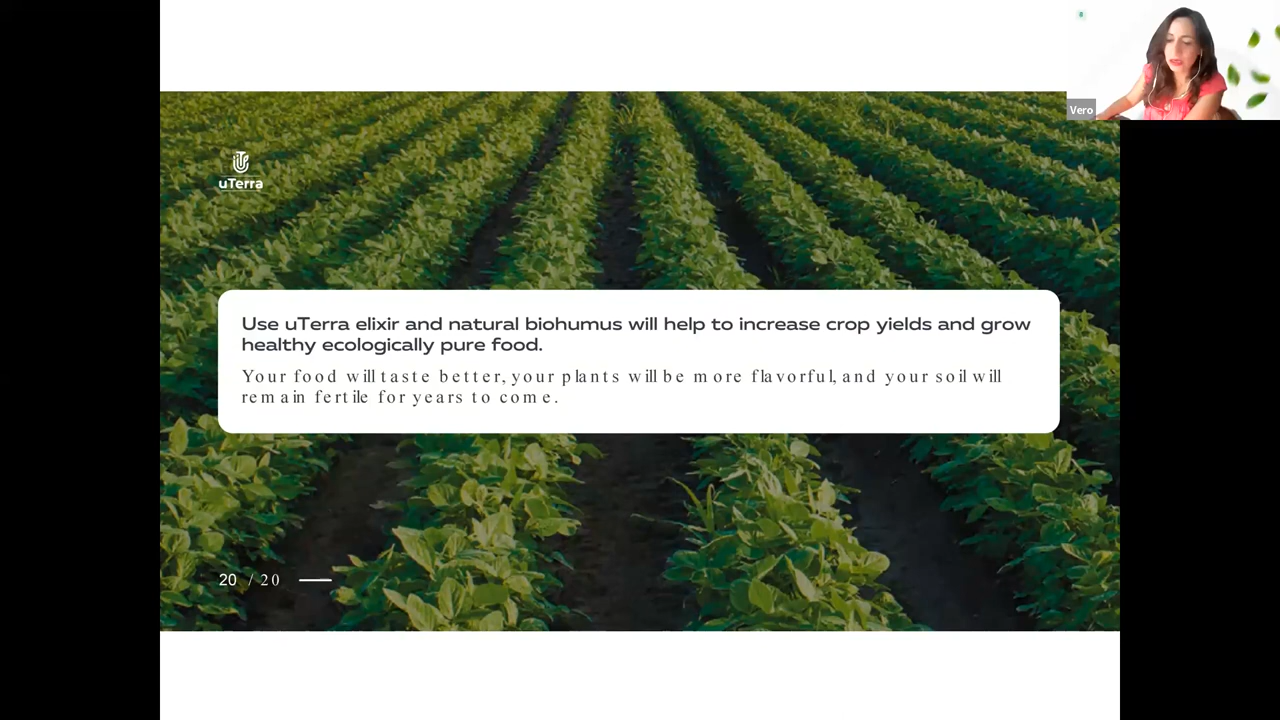 Vero
uTerra
Use uTerra elixir and natural biohumus will help to increase crop yields and grow
healthy ecologically pure food.
Your food will taste better, your plants will be more flavorful, and your soil will
remain fertile for years to come.
20 / 20